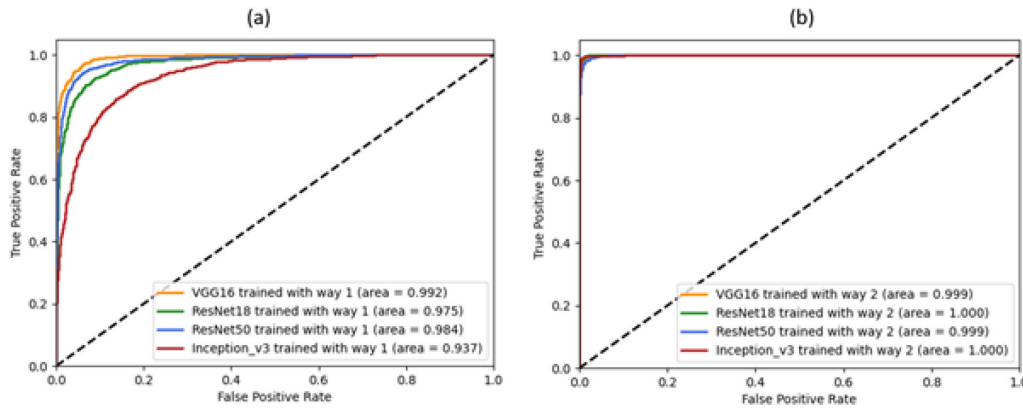 (a)
1.0
0.8
0.6
0.4
0.2
0.0
True Positive Rate
VGG16 trained with way 1 (area = 0.992)
ResNet18 trained with way 1 (area = 0.975)
ResNet50 trained with way 1 (area = 0.984)
Inception_v3 trained with way 1 (area = 0.937)
0.0 0.2 0.4 0.6 0.8 1.0
False Positive Rate
(b)
1.0
0.8
0.6
0.4
0.2
0.0
True Positive Rate
VGG16 trained with way 2 (area = 0.999)
ResNet18 trained with way 2 (area = 1.000)
ResNet50 trained with way 2 (area = 0.999)
Inception_v3 trained with way 2 (area = 1.000)
0.0 0.2 0.4 0.6 0.8 1.0
False Positive Rate